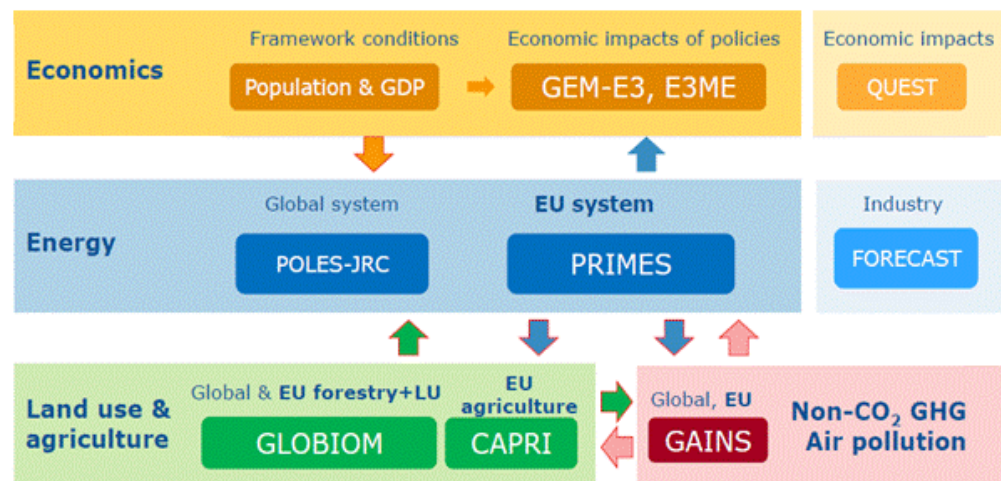 Framework conditions
Economic impacts of policies
Economic impacts
Economics
Population & GDP
GEM-E3, E3ME
QUEST
Global system
EU system
Industry
Energy
POLES-JRC
PRIMES
FORECAST
Global & EU forestry+LU
EU
agriculture
Global, EU
Land use &
agriculture
GLOBIOM
CAPRI
GAINS
Non-CO₂ GHG
Air pollution